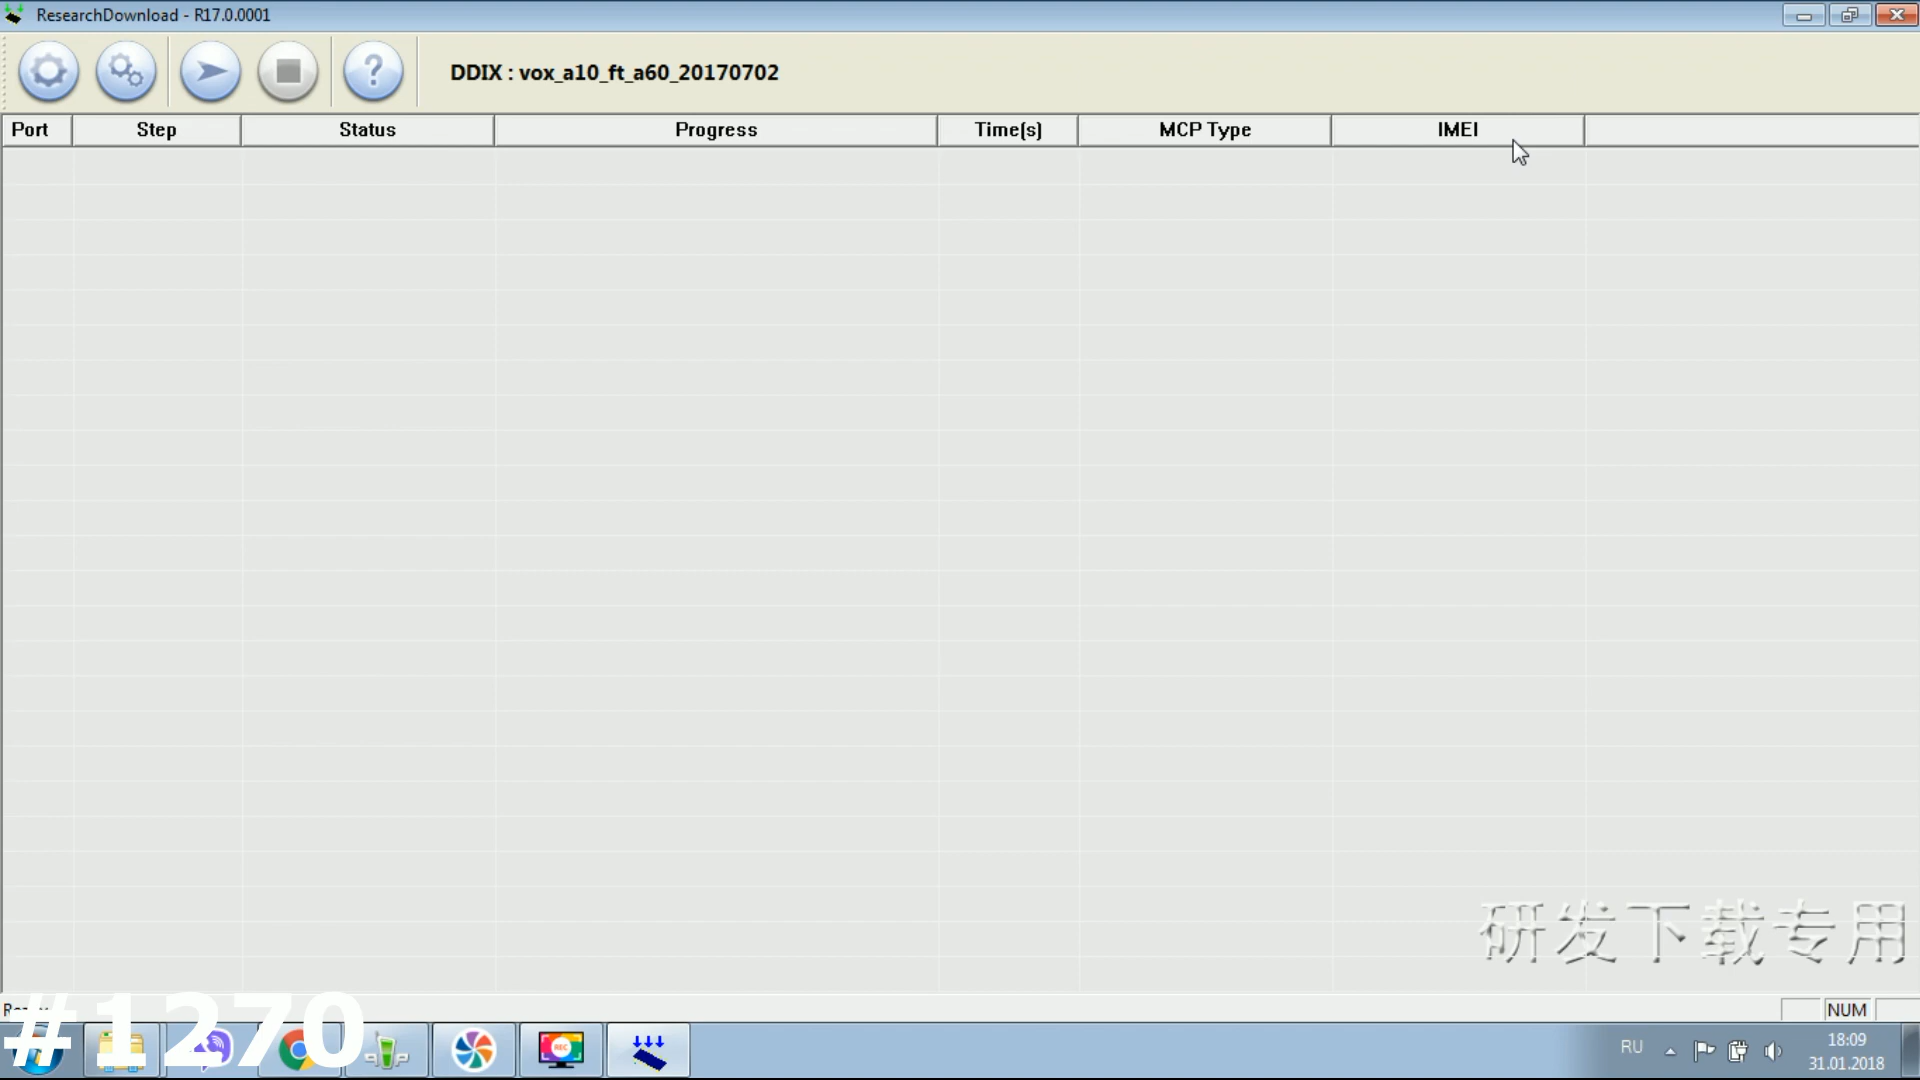 ResearchDownload - R17.0.0001
DDIX : vox_a10_ft_a60_20170702
Port Step Status Progress Time(s) MCP Type IMEI
研发下载专用
NUM
#1270
REC
RU
18:09
31.01.2018